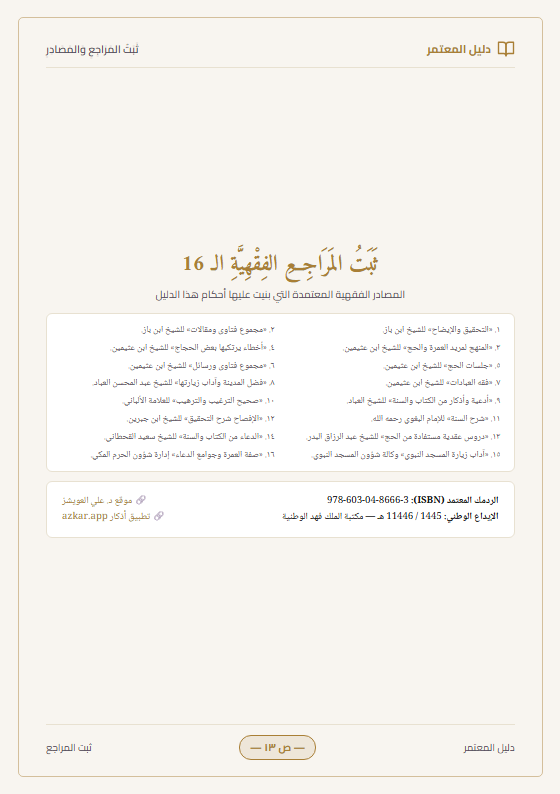 دليل المعتمر
ثبتُ المراجع والمصادر
ثَبَتُ المَرَاجِعِ الفِقْهِيَّةِ الـ 16
المصادر الفقهية المعتمدة التي بنيت عليها أحكام هذا الدليل
١. «التحقيق والإيضاح» للشيخ ابن باز.
٢. «مجموع فتاوى ومقالات» للشيخ ابن باز.
٣. «المنهج لمريد العمرة والحج» للشيخ ابن عثيمين.
٤. «أخطاء يرتكبها بعض الحجاج» للشيخ ابن عثيمين.
٥. «جلسات الحج» للشيخ ابن عثيمين.
٦. «مجموع فتاوى ورسائل» للشيخ ابن عثيمين.
٧. «فقه العبادات» للشيخ ابن عثيمين.
٨. «فضل المدينة وآداب زيارتها» للشيخ عبد المحسن العباد.
٩. «أدعية وأذكار من الكتاب والسنة» للشيخ العباد.
١٠. «صحيح الترغيب والترهيب» للعلامة الألباني.
١١. «شرح السنة» للإمام البغوي رحمه الله.
١٢. «الإفصاح شرح التحقيق» للشيخ ابن جبرين.
١٣. «دروس عقدية مستفادة من الحج» للشيخ عبد الرزاق البدر.
١٤. «الدعاء من الكتاب والسنة» للشيخ سعيد القحطاني.
١٥. «آداب زيارة المسجد النبوي» وكالة شؤون المسجد النبوي.
١٦. «صفة العمرة وجوامع الدعاء» إدارة شؤون الحرم المكي.
الردمك المعتمد (ISBN): 978-603-04-8666-3
موقع د. علي العويشز
الإيداع الوطني: 1445 / 11446 هـ — مكتبة الملك فهد الوطنية
تطبيق أذكار azkar.app
دليل المعتمر
— ص ١٣ —
ثبت المراجع